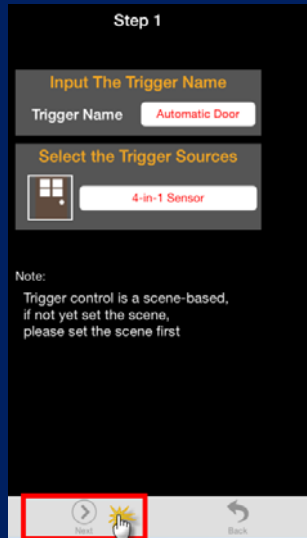 Step 1
Input The Trigger Name
Trigger Name Automatic Door
Select the Trigger Sources
4-in-1 Sensor
Note:
Trigger control is a scene-based,
if not yet set the scene,
please set the scene first
Next Back